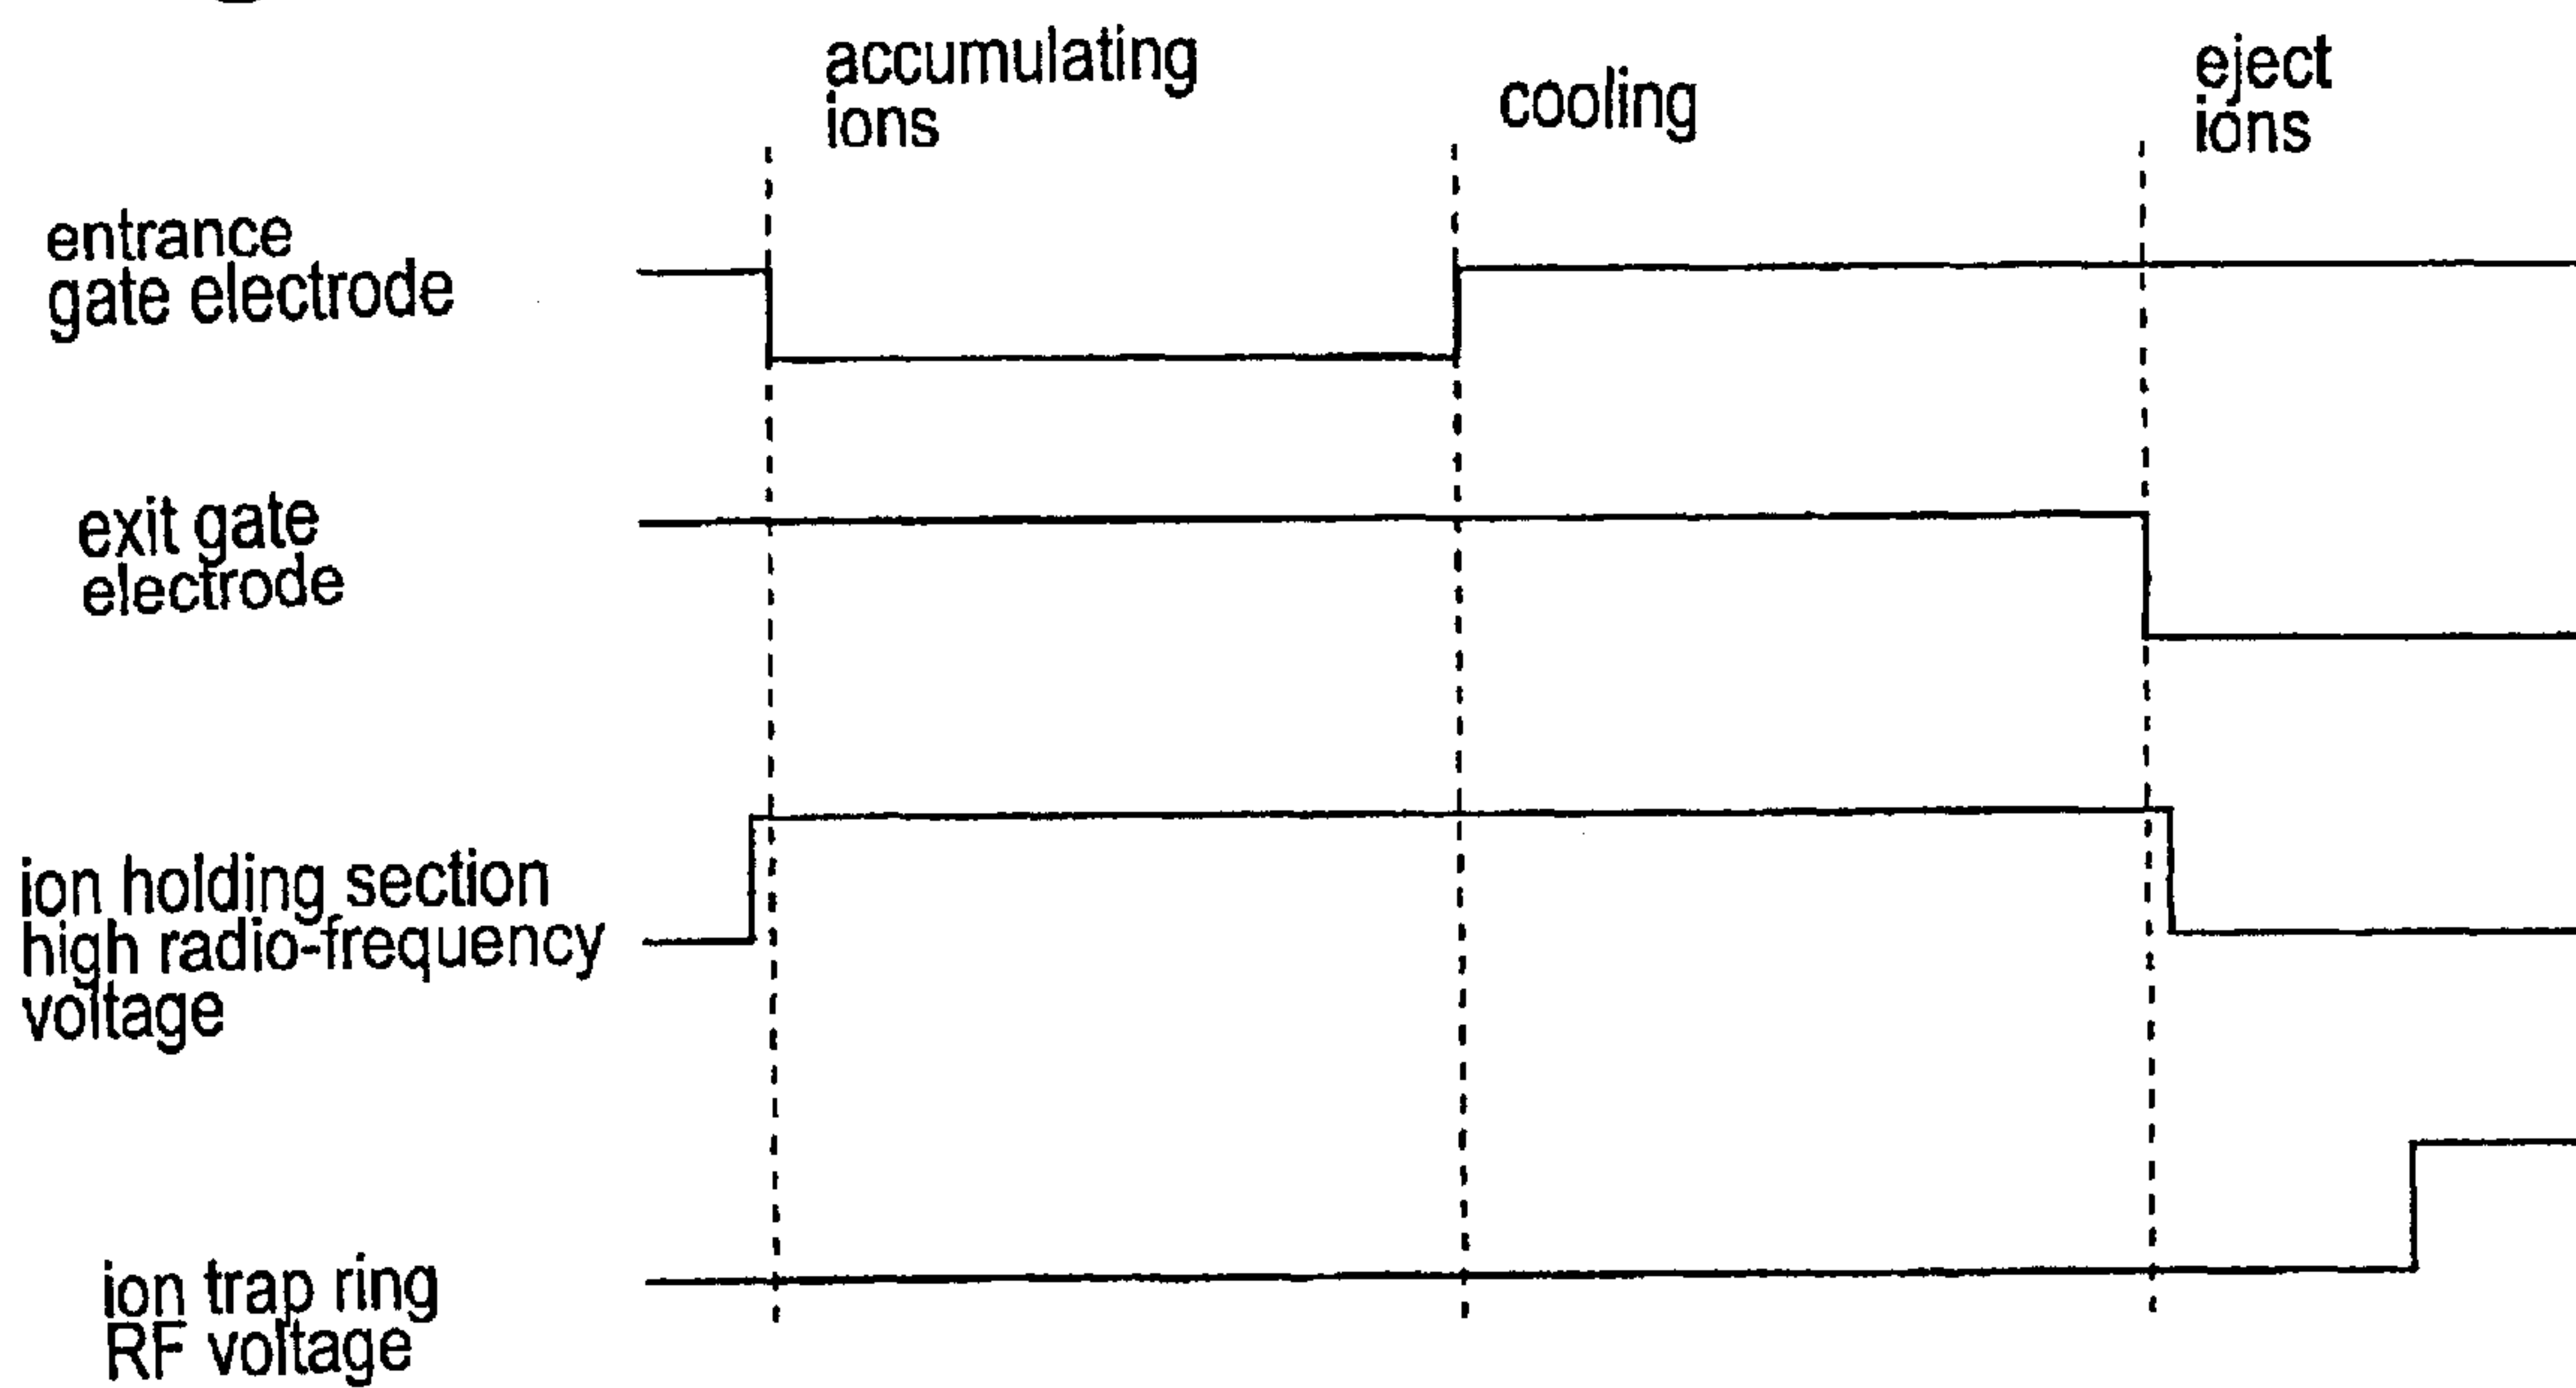 accumulating
ions
cooling
eject
ions
entrance
gate electrode
exit gate
electrode
ion holding section
high radio-frequency
voltage
ion trap ring
RF voltage